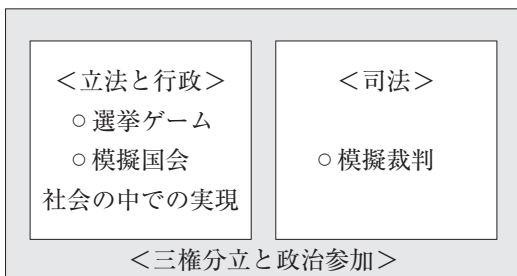 <立法と行政>
○選挙ゲーム
○模擬国会
社会の中での実現
<司法>
○模擬裁判
<三権分立と政治参加>